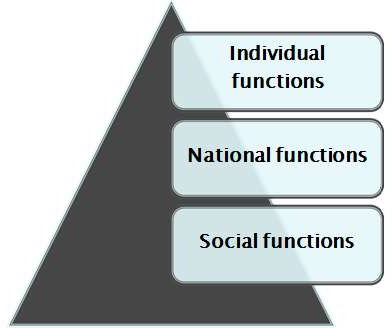 Individual
functions
National functions
Social functions